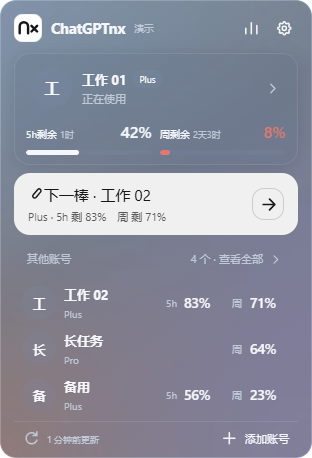 nx ChatGPTnx 演示
工 工作 01 Plus
正在使用
5h剩余 1时 42% 周剩余 2天3时 8%
下一棒 · 工作 02
Plus · 5h 剩 83% 周 剩 71%
其他账号 4 个 · 查看全部
工 工作 02 5h 83% 周 71%
Plus
长 长任务 周 64%
Pro
备 备用 5h 56% 周 23%
Plus
1 分钟前更新 添加账号